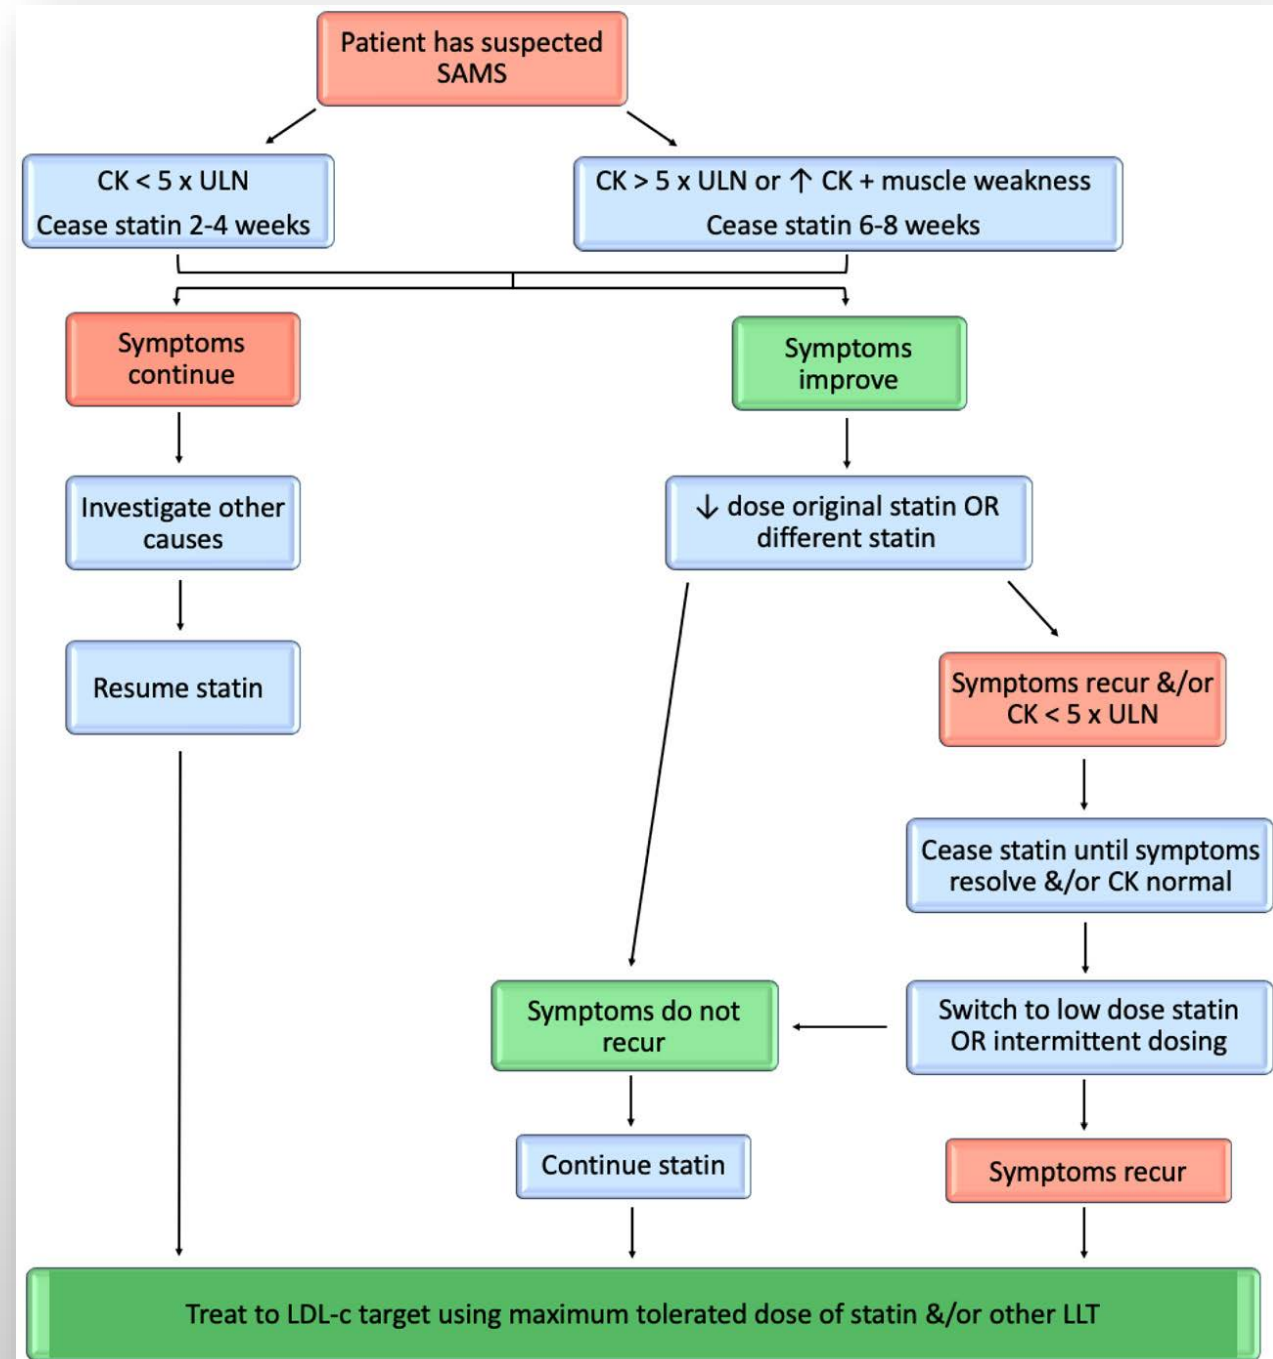 Patient has suspected
SAMS
CK < 5 x ULN
Cease statin 2-4 weeks
CK > 5 x ULN or ↑ CK + muscle weakness
Cease statin 6-8 weeks
Symptoms
continue
Symptoms
improve
Investigate other
causes
↓ dose original statin OR
different statin
Resume statin
Symptoms recur &/or
CK < 5 x ULN
Cease statin until symptoms
resolve &/or CK normal
Symptoms do not
recur
Switch to low dose statin
OR intermittent dosing
Continue statin
Symptoms recur
Treat to LDL-c target using maximum tolerated dose of statin &/or other LLT